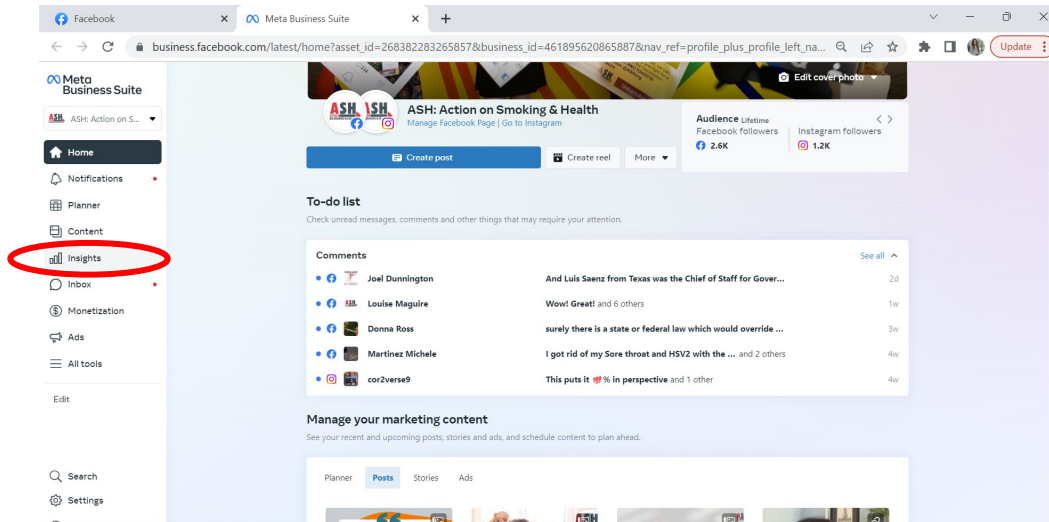 Facebook
Meta Business Suite
business.facebook.com/latest/home?asset_id=268382283265857&business_id=461895620865887&nav_ref=profile_plus_profile_left_na...
Update
Meta
Business Suite
ASH: Action on S...
Home
Notifications
Planner
Content
Insights
Inbox
Monetization
Ads
All tools
Edit
Search
Settings
Edit cover photo
ASH ASH
ASH: Action on Smoking & Health
Manage Facebook Page | Go to Instagram
Create post
Create reel
More
Audience Lifetime
Facebook followers
2.6K
Instagram followers
1.2K
To-do list
Check unread messages, comments and other things that may require your attention.
Comments
See all
Joel Dunnington And Luis Saenz from Texas was the Chief of Staff for Gover... 2d
Louise Maguire Wow! Great! and 6 others 1w
Donna Ross surely there is a state or federal law which would override ... 3w
Martinez Michele I got rid of my Sore throat and HSV2 with the ... and 2 others 4w
cor2verse9 This puts it 💯% in perspective and 1 other 4w
Manage your marketing content
See your recent and upcoming posts, stories and ads, and schedule content to plan ahead.
Planner Posts Stories Ads